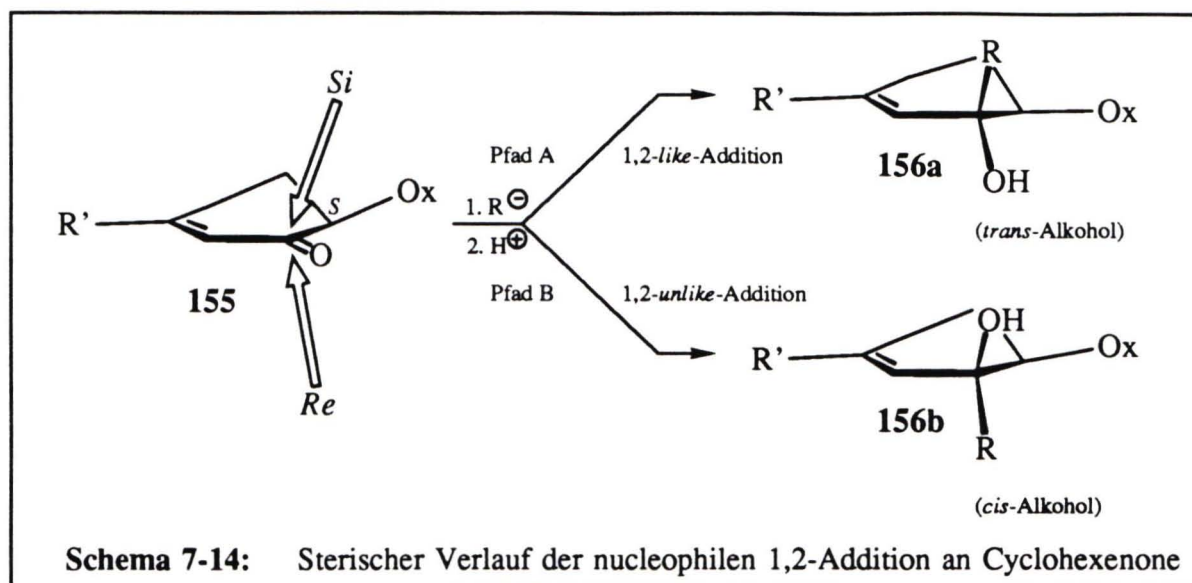 Si
R'
S
Ox
O
155
Re
1. R ⊖
2. H ⊕
Pfad A
1,2-like-Addition
Pfad B
1,2-unlike-Addition
R
R'
Ox
156a
OH
(trans-Alkohol)
OH
R'
Ox
156b
R
(cis-Alkohol)
Schema 7-14: Sterischer Verlauf der nucleophilen 1,2-Addition an Cyclohexenone